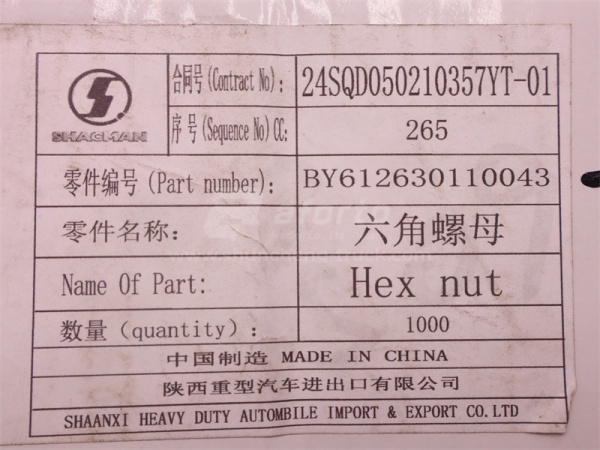 SHACMAN
合同号(Contract No): 24SQD050210357YT-01
序号(Sequence No)CC: 265
零件编号(Part number): BY612630110043
零件名称: 六角螺母
Name Of Part: Hex nut
数量(quantity): 1000
中国制造 MADE IN CHINA
陕西重型汽车进出口有限公司
SHAANXI HEAVY DUTY AUTOMBILE IMPORT & EXPORT CO.LTD